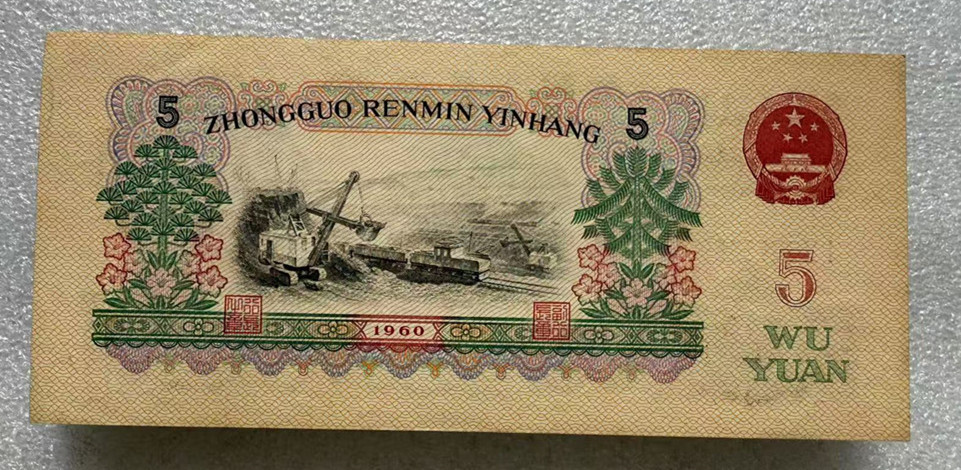 5
ZHONGGUO RENMIN YINHANG
5
5
WU
YUAN
1960